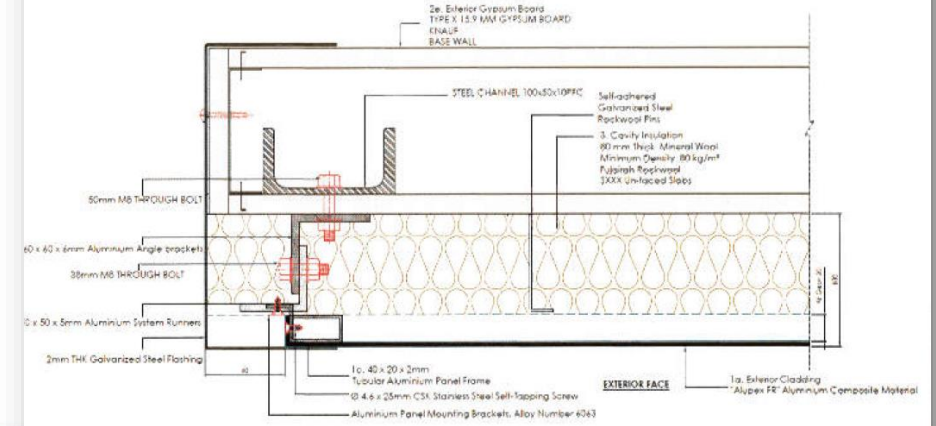 2e. Exterior Gypsum Board
TYPE X 15.9 MM GYPSUM BOARD
KNAUF
BASE WALL
STEEL CHANNEL 100x50x10PFC
Self-adhered
Galvanized Steel
Rockwool Pins
3. Cavity Insulation
80 mm Thick Mineral Wool
Minimum Density 80 kg/m³
Fujairah Rockwool
SXXX Un-faced Slabs
50mm M8 THROUGH BOLT
60 x 60 x 6mm Aluminium Angle brackets
38mm M8 THROUGH BOLT
x 50 x 5mm Aluminium System Runners
2mm THK Galvanized Steel Flashing
1c. 40 x 20 x 2mm
Tubular Aluminium Panel Frame
Ø 4.6 x 25mm CSK Stainless Steel Self-Tapping Screw
Aluminium Panel Mounting Brackets, Alloy Number 6063
EXTERIOR FACE
1a. Exterior Cladding
"Alupex FR" Aluminium Composite Material